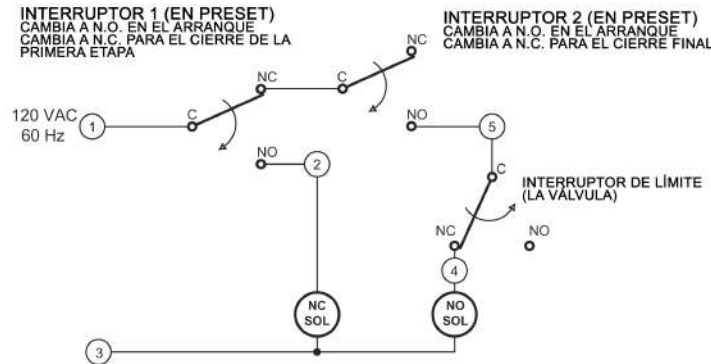 INTERRUPTOR 1 (EN PRESET)
CAMBIA A N.O. EN EL ARRANQUE
CAMBIA A N.C. PARA EL CIERRE DE LA
PRIMERA ETAPA
INTERRUPTOR 2 (EN PRESET)
CAMBIA A N.O. EN EL ARRANQUE
CAMBIA A N.C. PARA EL CIERRE FINAL
NC
NC
C
C
120 VAC
60 Hz
1
NO
5
NO
2
C
INTERRUPTOR DE LÍMITE
(LA VÁLVULA)
NC
NO
4
NC
SOL
NO
SOL
3